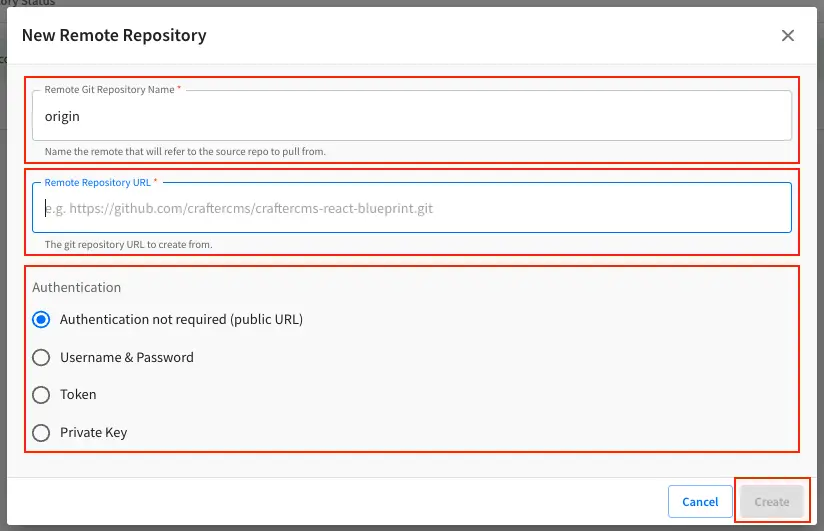 ory Status
New Remote Repository
Remote Git Repository Name *
origin
Name the remote that will refer to the source repo to pull from.
Remote Repository URL *
e.g. https://github.com/craftercms/craftercms-react-blueprint.git
The git repository URL to create from.
Authentication
Authentication not required (public URL)
Username & Password
Token
Private Key
Cancel
Create